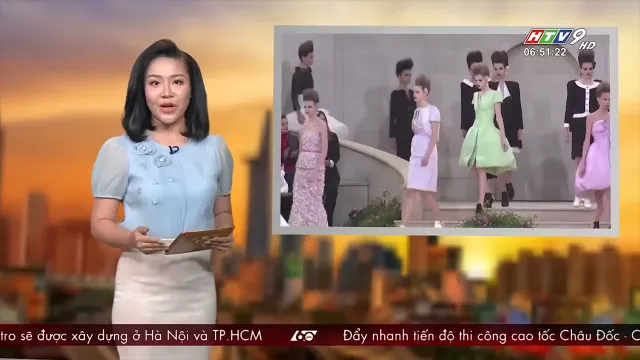 HTV9 HD
06:51:22
tro sẽ được xây dựng ở Hà Nội và TP.HCM 60 Đẩy nhanh tiến độ thi công cao tốc Châu Đốc - C